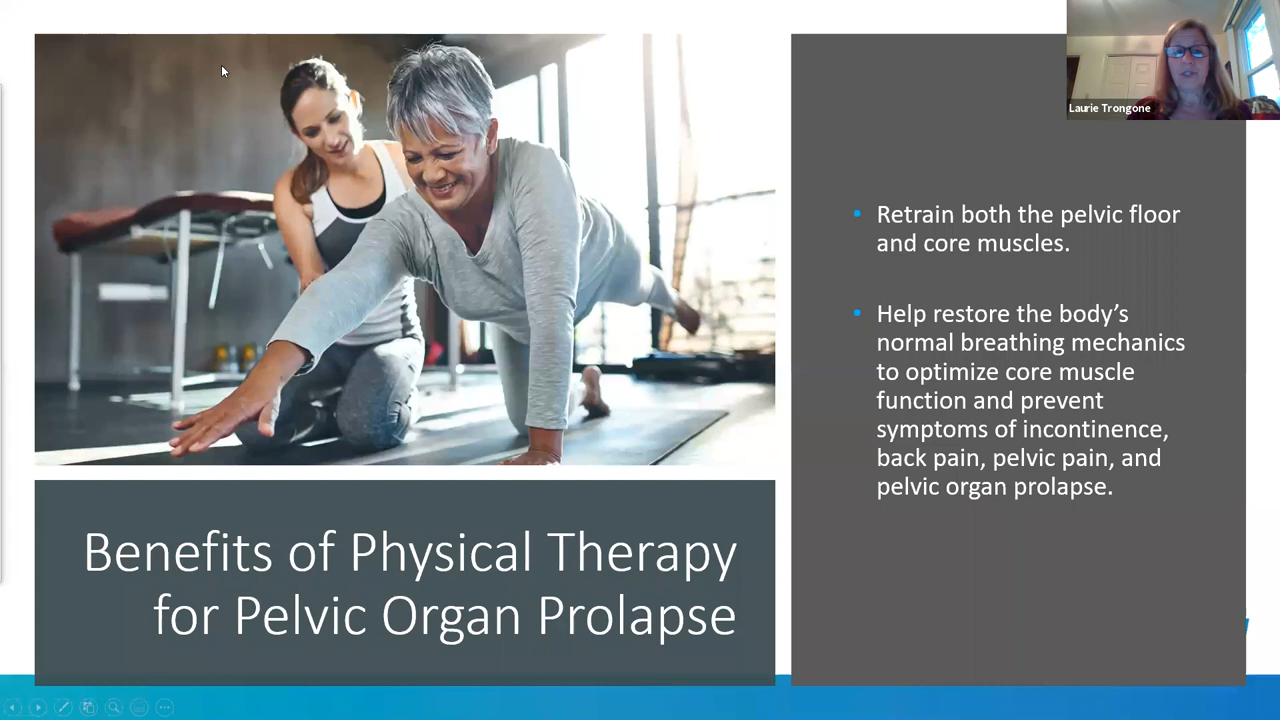 Laurie Trongone
• Retrain both the pelvic floor
and core muscles.
• Help restore the body’s
normal breathing mechanics
to optimize core muscle
function and prevent
symptoms of incontinence,
back pain, pelvic pain, and
pelvic organ prolapse.
Benefits of Physical Therapy
for Pelvic Organ Prolapse